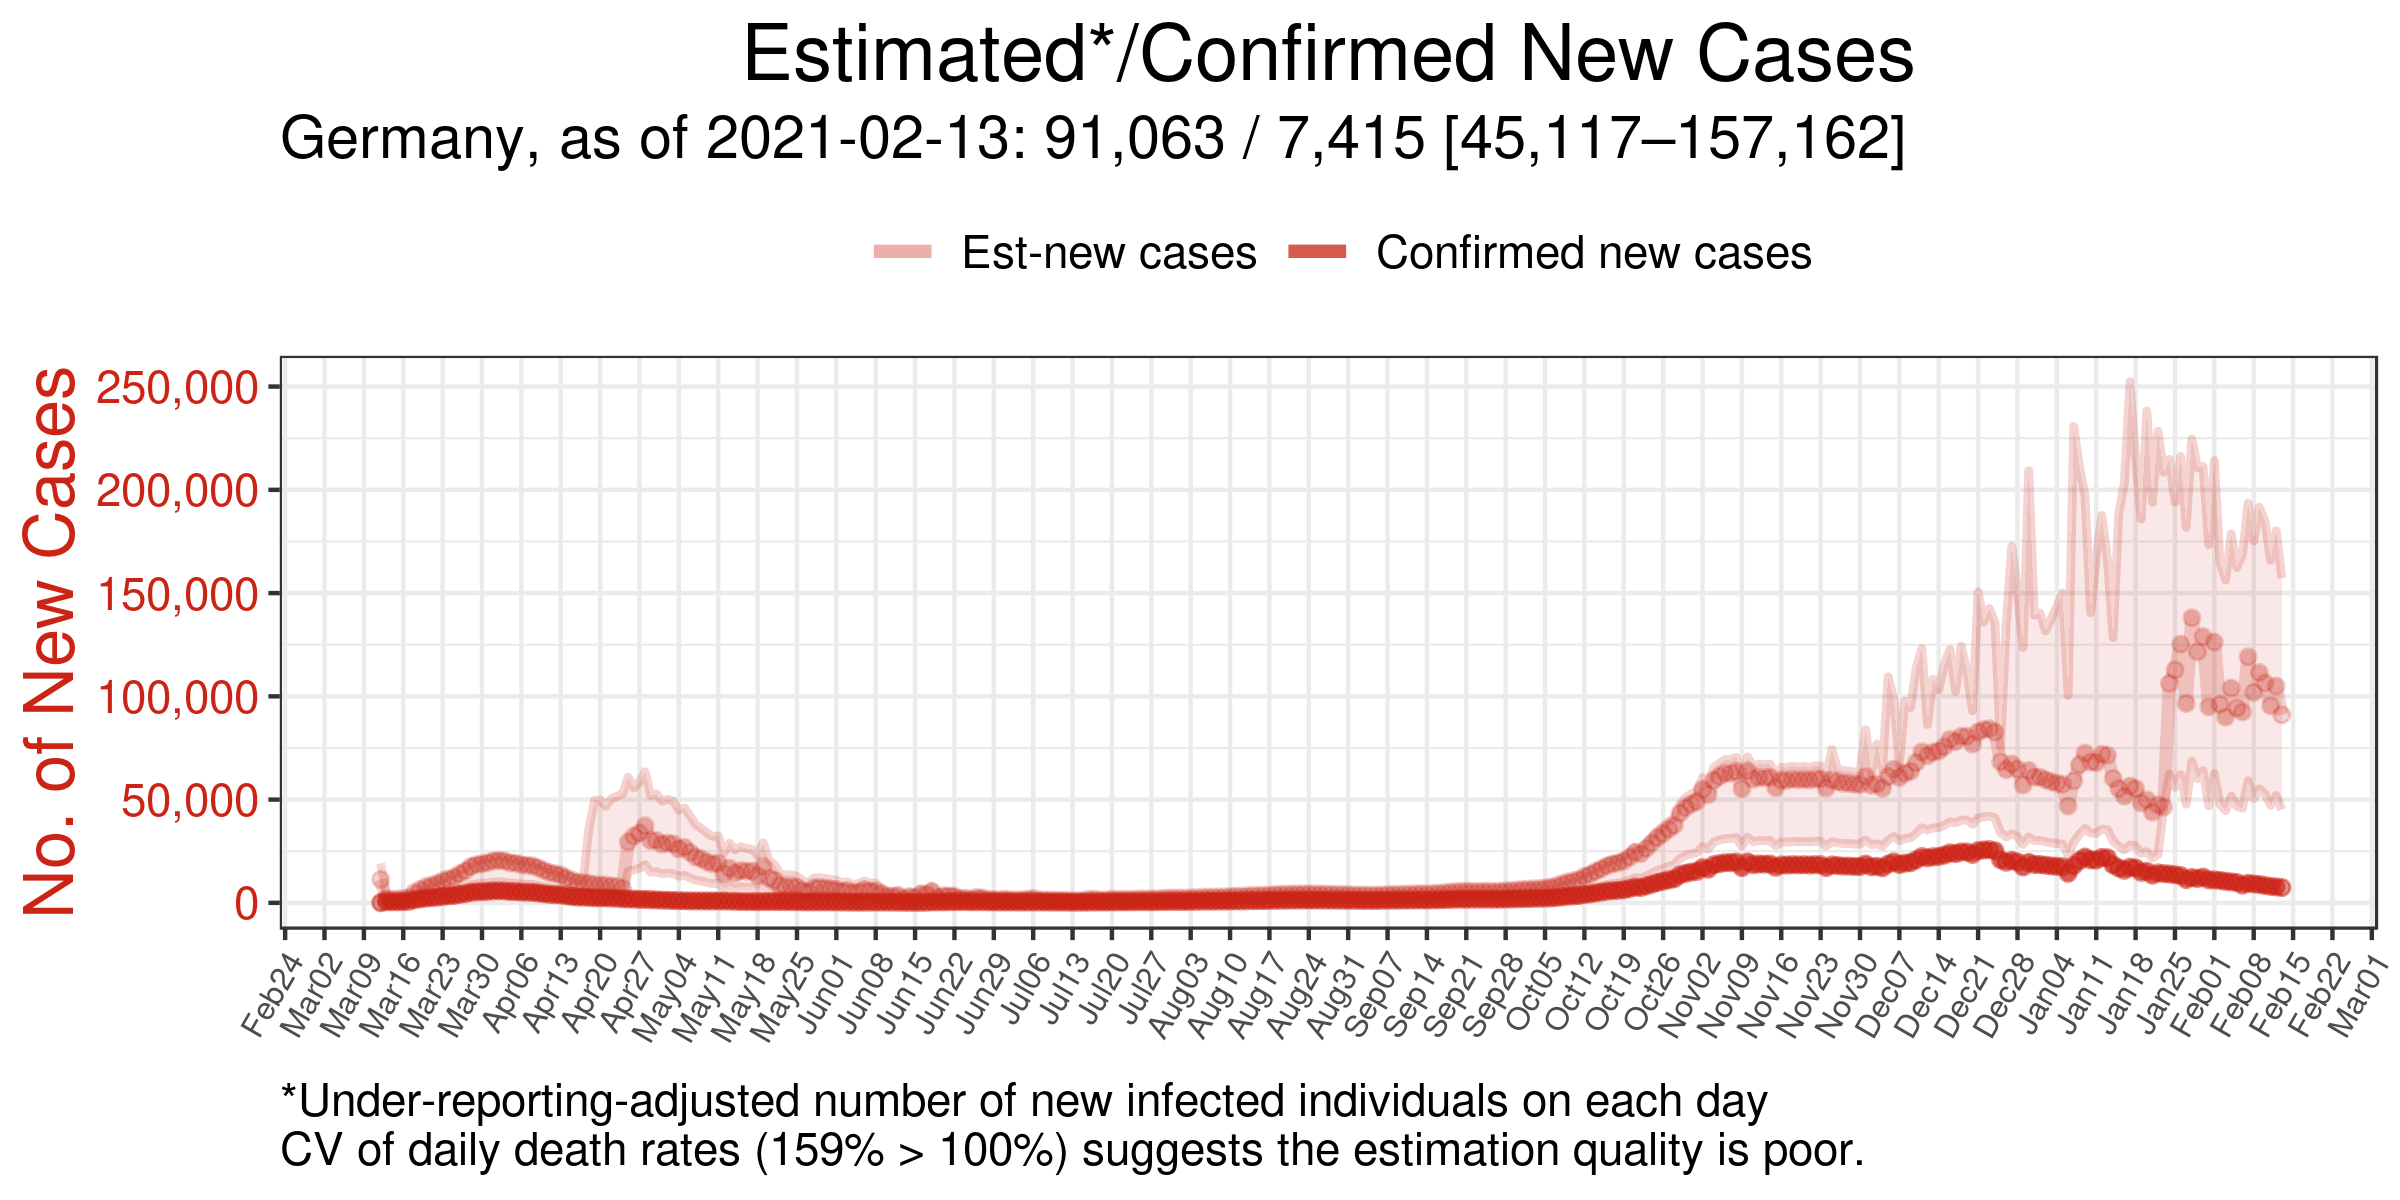 Estimated*/Confirmed New Cases
Germany, as of 2021-02-13: 91,063 / 7,415 [45,117–157,162]
Est-new cases
Confirmed new cases
No. of New Cases
250,000
200,000
150,000
100,000
50,000
0
Feb24
Mar02
Mar09
Mar16
Mar23
Mar30
Apr06
Apr13
Apr20
Apr27
May04
May11
May18
May25
Jun01
Jun08
Jun15
Jun22
Jun29
Jul06
Jul13
Jul20
Jul27
Aug03
Aug10
Aug17
Aug24
Aug31
Sep07
Sep14
Sep21
Sep28
Oct05
Oct12
Oct19
Oct26
Nov02
Nov09
Nov16
Nov23
Nov30
Dec07
Dec14
Dec21
Dec28
Jan04
Jan11
Jan18
Jan25
Feb01
Feb08
Feb15
Feb22
Mar01
*Under-reporting-adjusted number of new infected individuals on each day
CV of daily death rates (159% > 100%) suggests the estimation quality is poor.